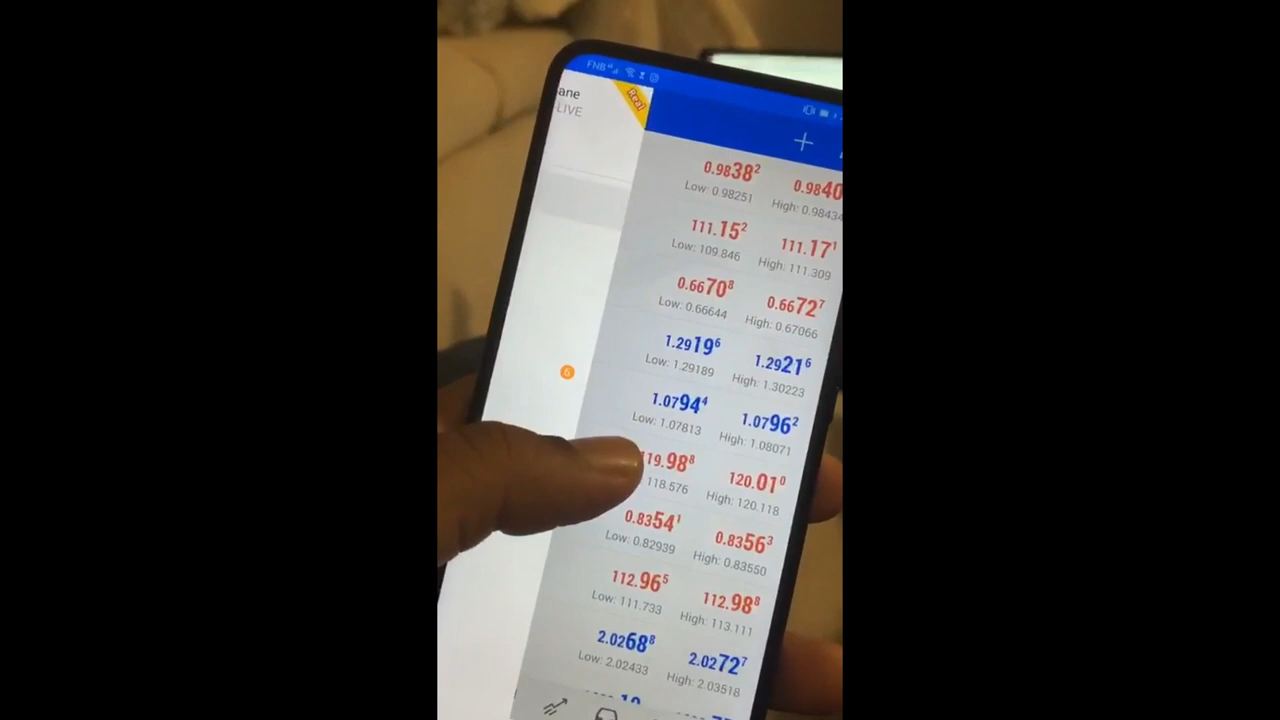 FNB
ane
LIVE
Real
0.9838² 0.9840
Low: 0.98251 High: 0.98434
111.15² 111.17¹
Low: 109.846 High: 111.309
0.6670⁸ 0.6672⁷
Low: 0.66644 High: 0.67066
1.2919⁶ 1.2921⁶
Low: 1.29189 High: 1.30223
6
1.0794⁴ 1.0796²
Low: 1.07813 High: 1.08071
119.98⁸ 120.01⁰
118.576 High: 120.118
0.8354¹ 0.8356³
Low: 0.82939 High: 0.83550
112.96⁵ 112.98⁸
Low: 111.733 High: 113.111
2.0268⁸ 2.0272⁷
Low: 2.02433 High: 2.03518